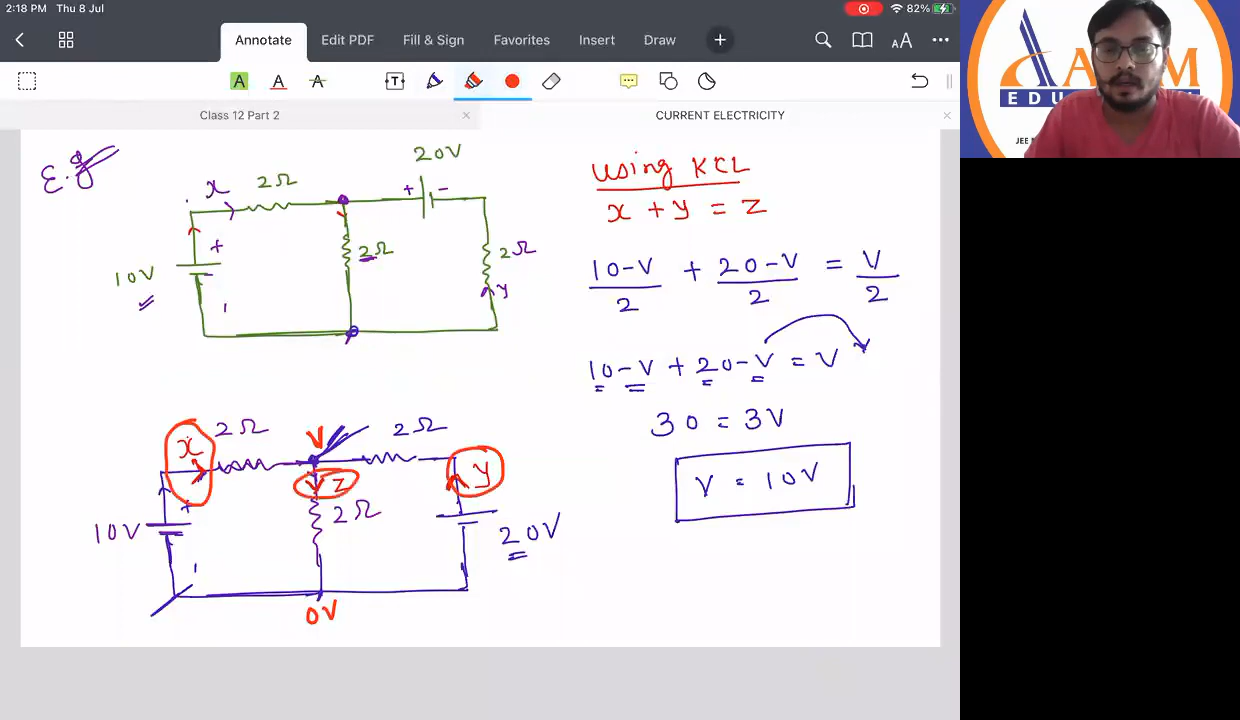 2:18 PM Thu 8 Jul
82%
Annotate
Edit PDF
Fill & Sign
Favorites
Insert
Draw
Class 12 Part 2
CURRENT ELECTRICITY
E.g
20V
x
2Ω
+ -
+
-
10V
2Ω
2Ω
y
using KCL
x + y = z
10-V/2 + 20-V/2 = V/2
10-V + 20-V = V
30 = 3V
V = 10V
x
2Ω
V
2Ω
z
y
+
10V
2Ω
20V
0V
EDU
JEE